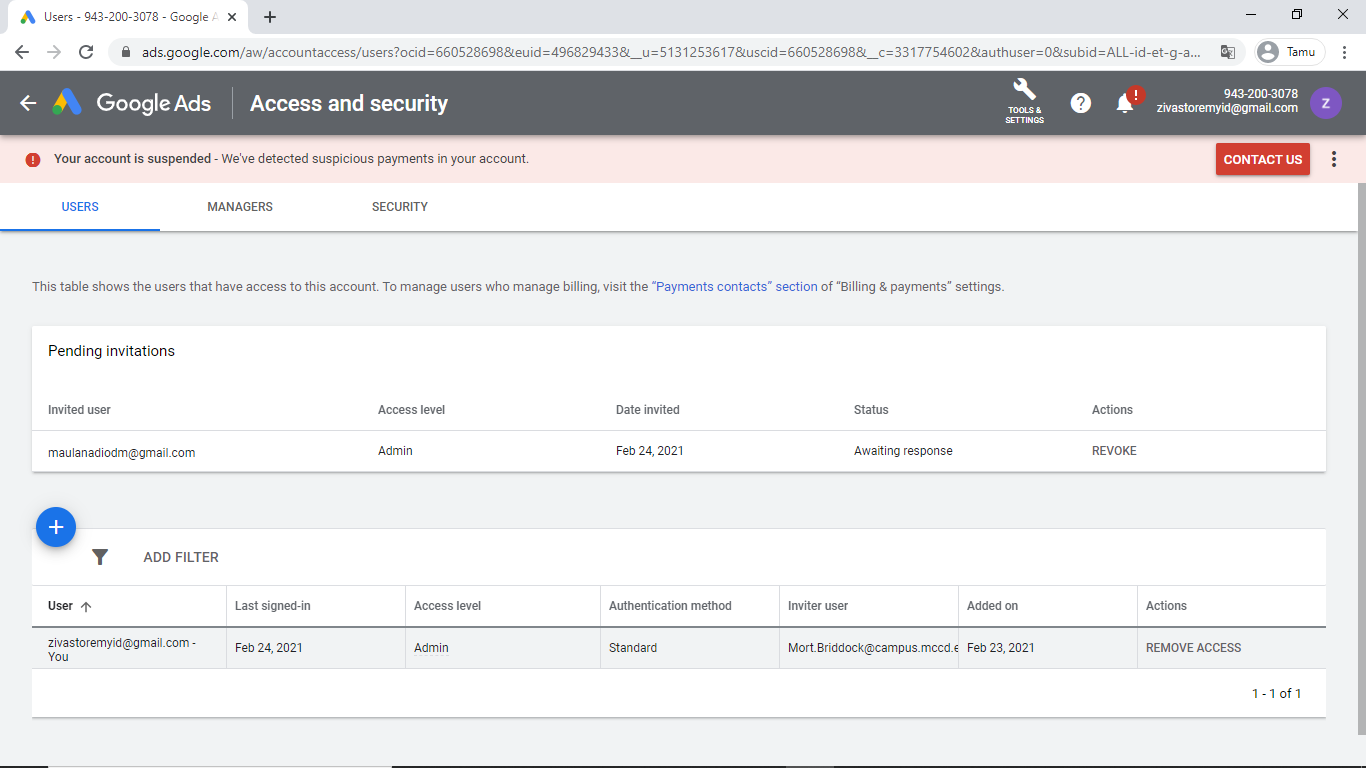 Users - 943-200-3078 - Google A
ads.google.com/aw/accountaccess/users?ocid=660528698&euid=496829433&__u=5131253617&uscid=660528698&__c=3317754602&authuser=0&subid=ALL-id-et-g-a...
Tamu
Google Ads
Access and security
TOOLS &
SETTINGS
?
!
943-200-3078
zivastoremyid@gmail.com
Z
! Your account is suspended - We've detected suspicious payments in your account.
CONTACT US
USERS MANAGERS SECURITY
This table shows the users that have access to this account. To manage users who manage billing, visit the “Payments contacts” section of “Billing & payments” settings.
Pending invitations
Invited user Access level Date invited Status Actions
maulanadiodm@gmail.com Admin Feb 24, 2021 Awaiting response REVOKE
ADD FILTER
User Last signed-in Access level Authentication method Inviter user Added on Actions
zivastoremyid@gmail.com -
You
Feb 24, 2021 Admin Standard Mort.Briddock@campus.mccd.e Feb 23, 2021 REMOVE ACCESS
1 - 1 of 1